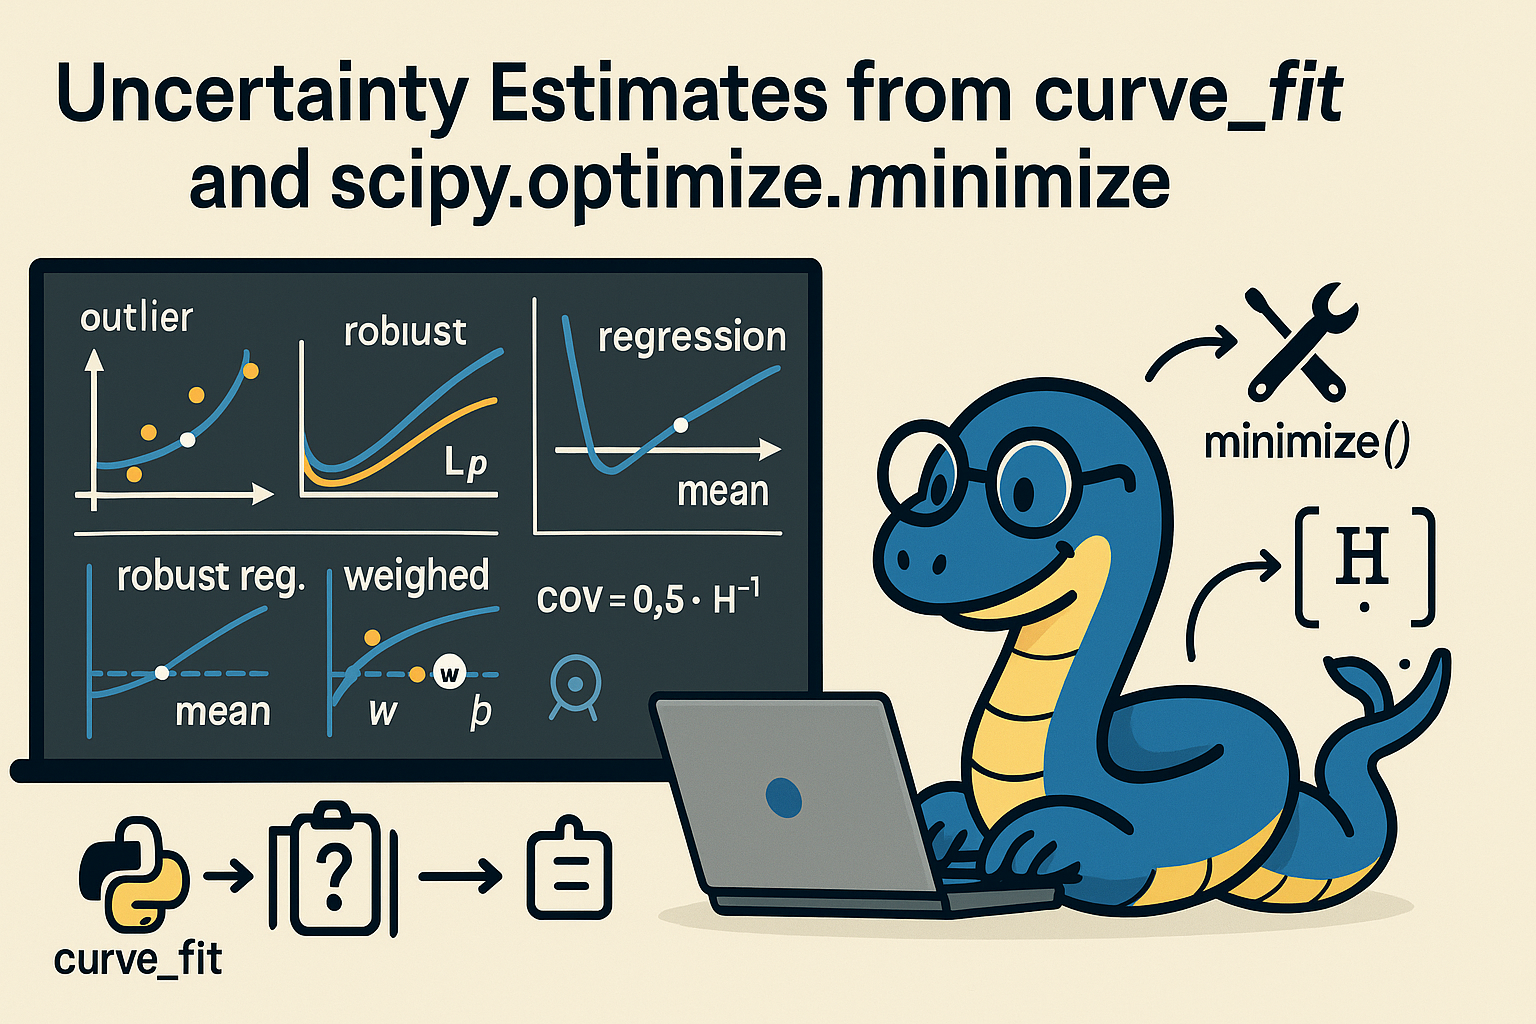 Uncertainty Estimates from curve_fit
and scipy.optimize.minimize
outlier
robıust
Lp
regression
mean
robust reg.
mean
weighed
w
w
p
cov = 0,5 · H⁻¹
minimize()
[H]
?
curve_fit